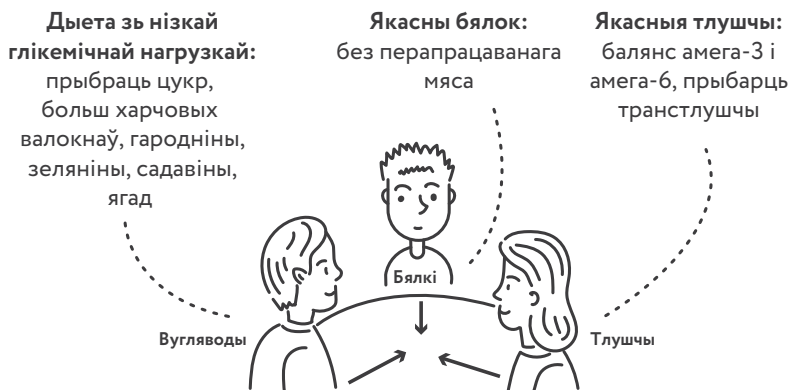 Дыета зь нізкай
глікемічнай нагрузкай:
прыбраць цукр,
больш харчовых
валокнаў, гародніны,
зеляніны, садавіны,
ягад
Якасны бялок:
без перапрацаванага
мяса
Якасныя тлушчы:
баланс амега-3 і
амега-6, прыбарць
транстлушчы
Бялкі
Вугляводы
Тлушчы